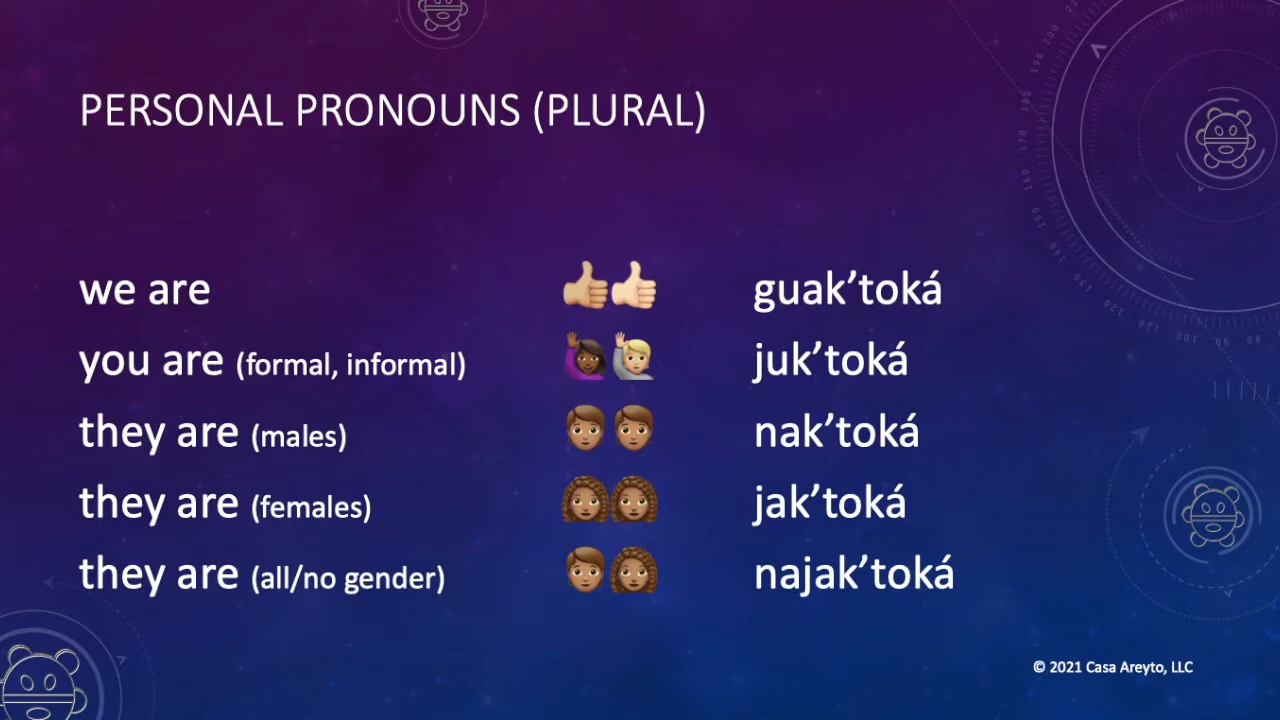 PERSONAL PRONOUNS (PLURAL)
we are guak’toká
you are (formal, informal) juk’toká
they are (males) nak’toká
they are (females) jak’toká
they are (all/no gender) najak’toká
© 2021 Casa Areyto, LLC